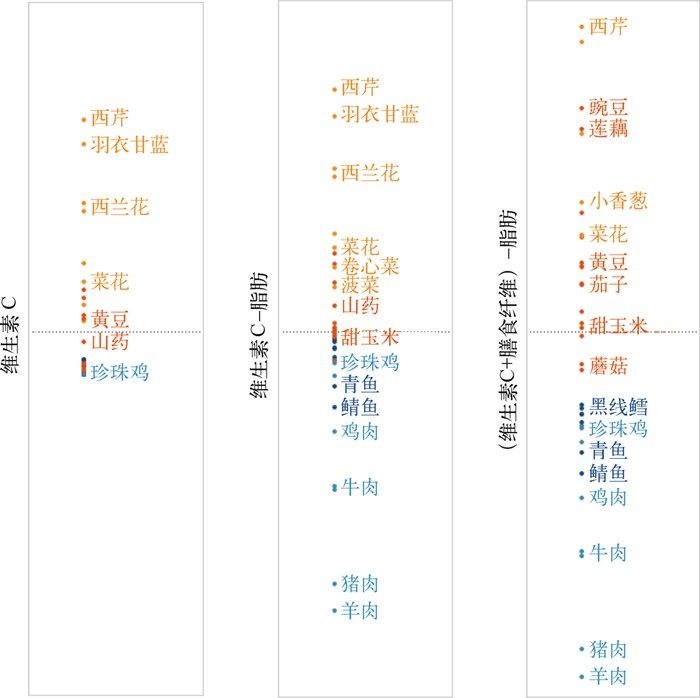 维生素 C
西芹
羽衣甘蓝
西兰花
菜花
黄豆
山药
珍珠鸡
维生素 C-脂肪
西芹
羽衣甘蓝
西兰花
菜花
卷心菜
菠菜
山药
甜玉米
珍珠鸡
青鱼
鲭鱼
鸡肉
牛肉
猪肉
羊肉
(维生素C+膳食纤维) -脂肪
西芹
豌豆
莲藕
小香葱
菜花
黄豆
茄子
甜玉米
蘑菇
黑线鳕
珍珠鸡
青鱼
鲭鱼
鸡肉
牛肉
猪肉
羊肉